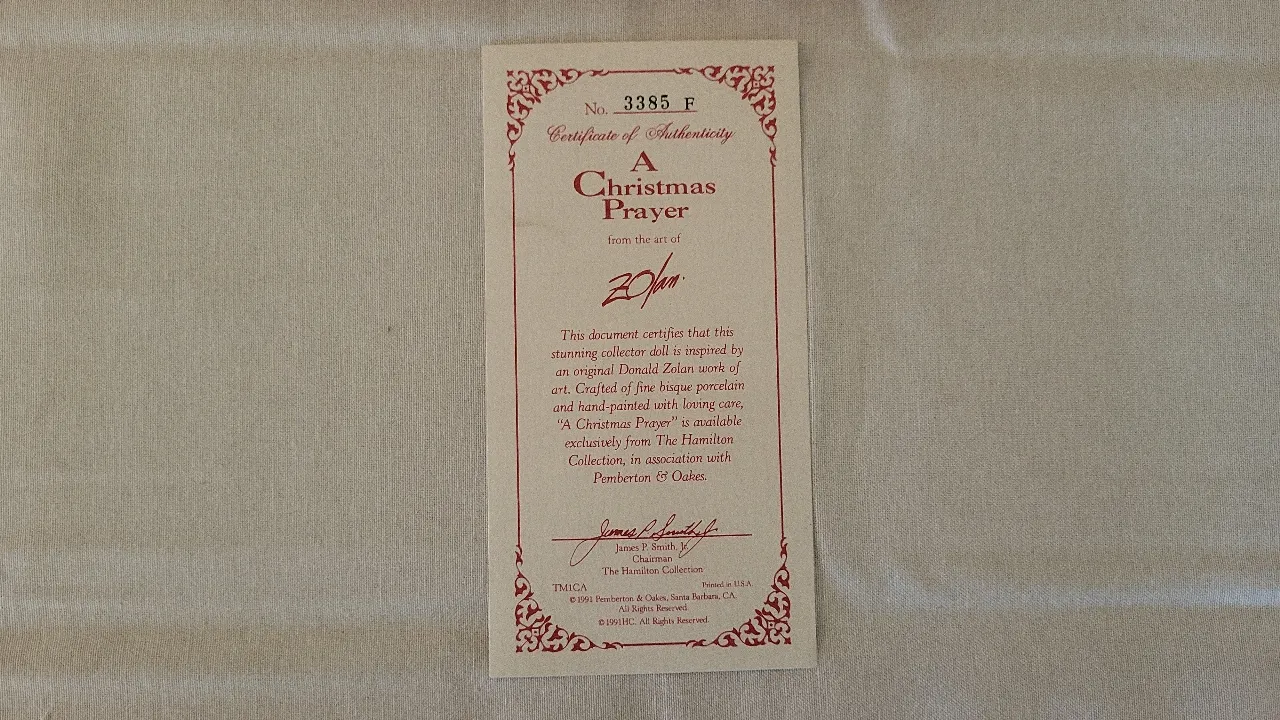 No. 3385 F
Certificate of Authenticity
A
Christmas
Prayer
from the art of
Zolan.
This document certifies that this
stunning collector doll is inspired by
an original Donald Zolan work of
art. Crafted of fine bisque porcelain
and hand-painted with loving care,
“A Christmas Prayer” is available
exclusively from The Hamilton
Collection, in association with
Pemberton & Oakes.
James P. Smith Jr
James P. Smith, Jr.
Chairman
The Hamilton Collection
TM1CA Printed in U.S.A.
©1991 Pemberton & Oakes, Santa Barbara, CA.
All Rights Reserved.
©1991HC. All Rights Reserved.